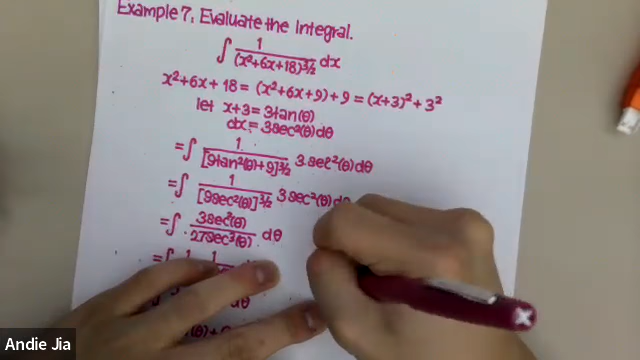 Example 7: Evaluate the Integral.
∫ 1/(x²+6x+18)^3/2 dx
x²+6x+18 = (x²+6x+9)+9 = (x+3)²+3²
let x+3=3tan(θ)
dx=3sec²(θ)dθ
=∫ 1/[9tan²(θ)+9]^3/2 3sec²(θ)dθ
=∫ 1/[9sec²(θ)]^3/2 3sec²(θ)dθ
=∫ 3sec²(θ)/27sec³(θ) dθ
=∫
dθ
Andie Jia